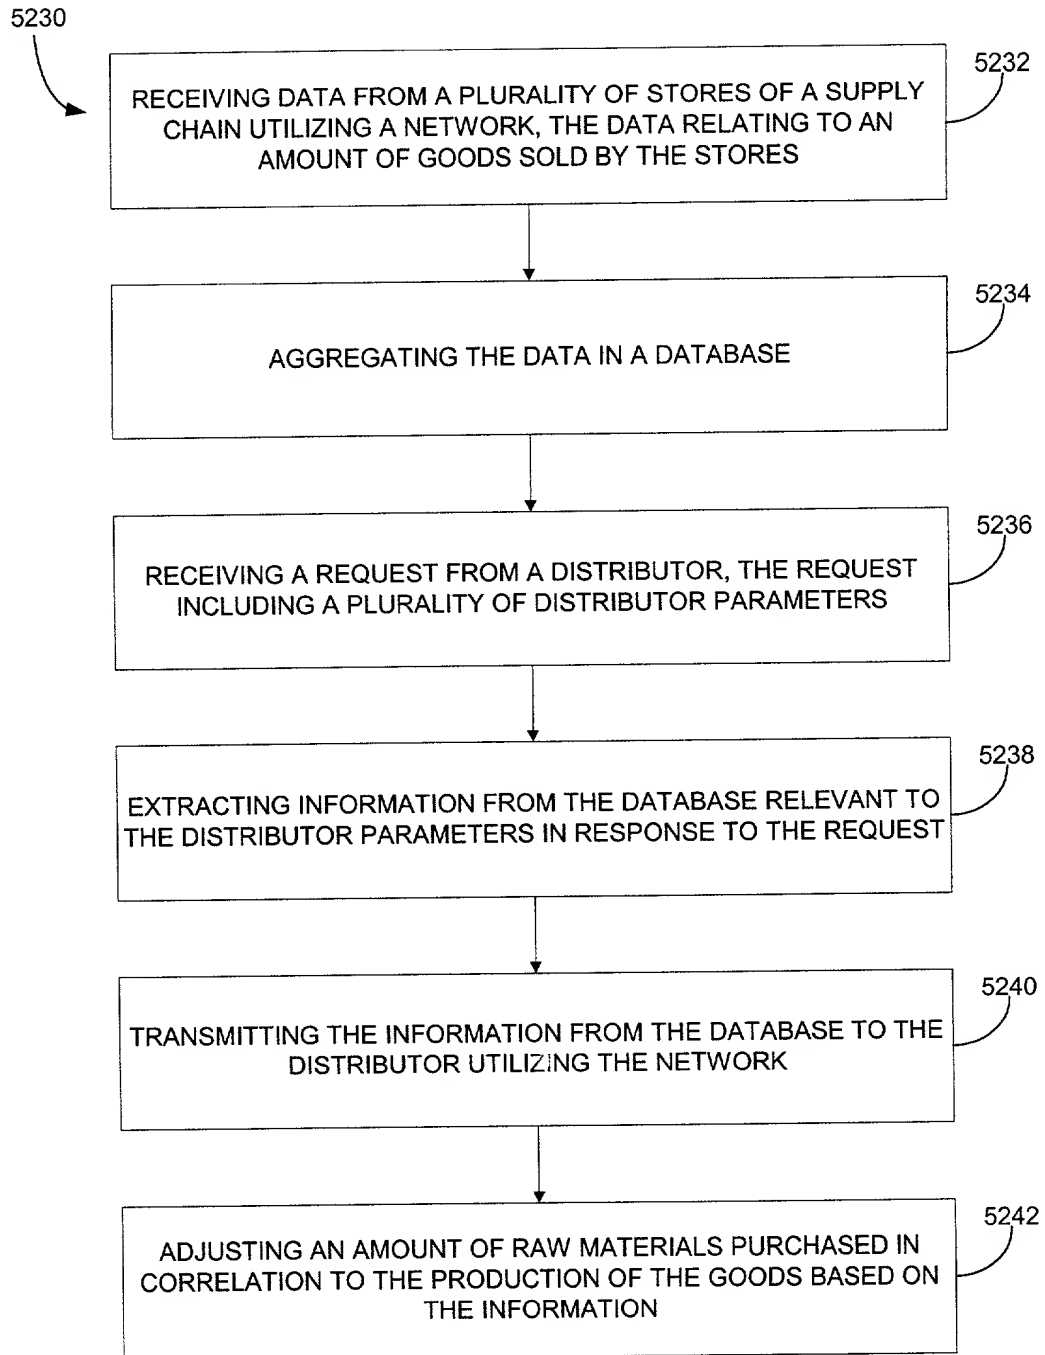 5230
5232
RECEIVING DATA FROM A PLURALITY OF STORES OF A SUPPLY
CHAIN UTILIZING A NETWORK, THE DATA RELATING TO AN
AMOUNT OF GOODS SOLD BY THE STORES
5234
AGGREGATING THE DATA IN A DATABASE
5236
RECEIVING A REQUEST FROM A DISTRIBUTOR, THE REQUEST
INCLUDING A PLURALITY OF DISTRIBUTOR PARAMETERS
5238
EXTRACTING INFORMATION FROM THE DATABASE RELEVANT TO
THE DISTRIBUTOR PARAMETERS IN RESPONSE TO THE REQUEST
5240
TRANSMITTING THE INFORMATION FROM THE DATABASE TO THE
DISTRIBUTOR UTILIZING THE NETWORK
5242
ADJUSTING AN AMOUNT OF RAW MATERIALS PURCHASED IN
CORRELATION TO THE PRODUCTION OF THE GOODS BASED ON
THE INFORMATION